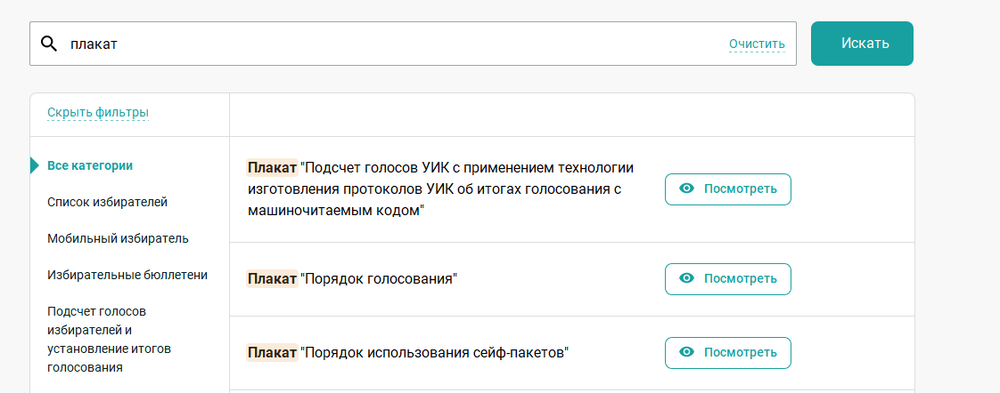 плакат
Очистить
Искать
Скрыть фильтры
Все категории
Список избирателей
Мобильный избиратель
Избирательные бюллетени
Подсчет голосов
избирателей и
установление итогов
голосования
Плакат "Подсчет голосов УИК с применением технологии
изготовления протоколов УИК об итогах голосования с
машиночитаемым кодом"
Посмотреть
Плакат "Порядок голосования"
Посмотреть
Плакат "Порядок использования сейф-пакетов"
Посмотреть